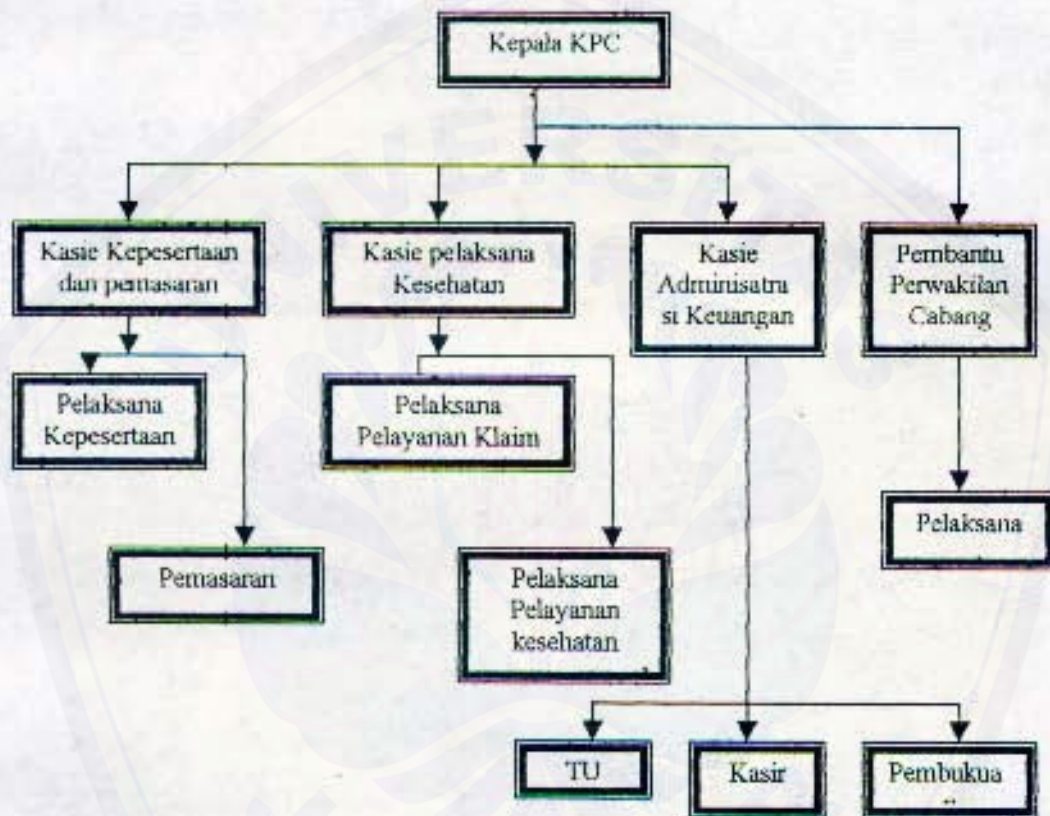 Kepala KPC
Kasie Kepesertaan
dan pemasaran
Kasie pelaksana
Kesehatan
Kasie
Adminisatra
si Keuangan
Pembantu
Perwakilan
Cabang
Pelaksana
Kepesertaan
Pelaksana
Pelayanan Klaim
Pelaksana
Pemasaran
Pelaksana
Pelayanan
kesehatan
TU
Kasir
Pembukua